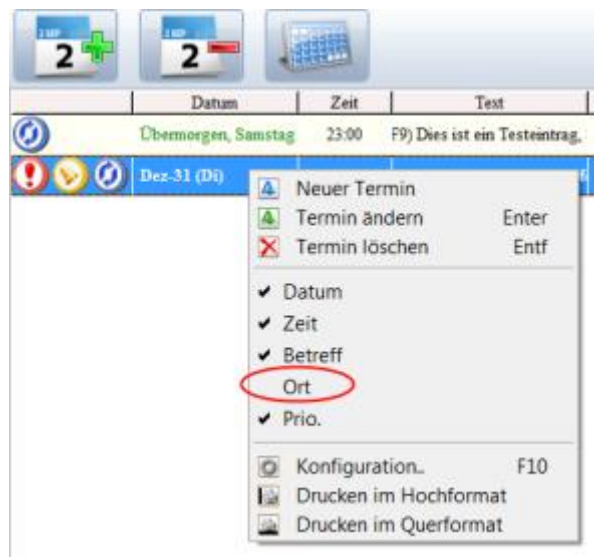 2
2
Datum Zeit Text
Übermorgen, Samstag 23:00 F9) Dies ist ein Testeintrag,
Dez-31 (Di)
Neuer Termin
Termin ändern Enter
Termin löschen Entf
Datum
Zeit
Betreff
Ort
Prio.
Konfiguration.. F10
Drucken im Hochformat
Drucken im Querformat